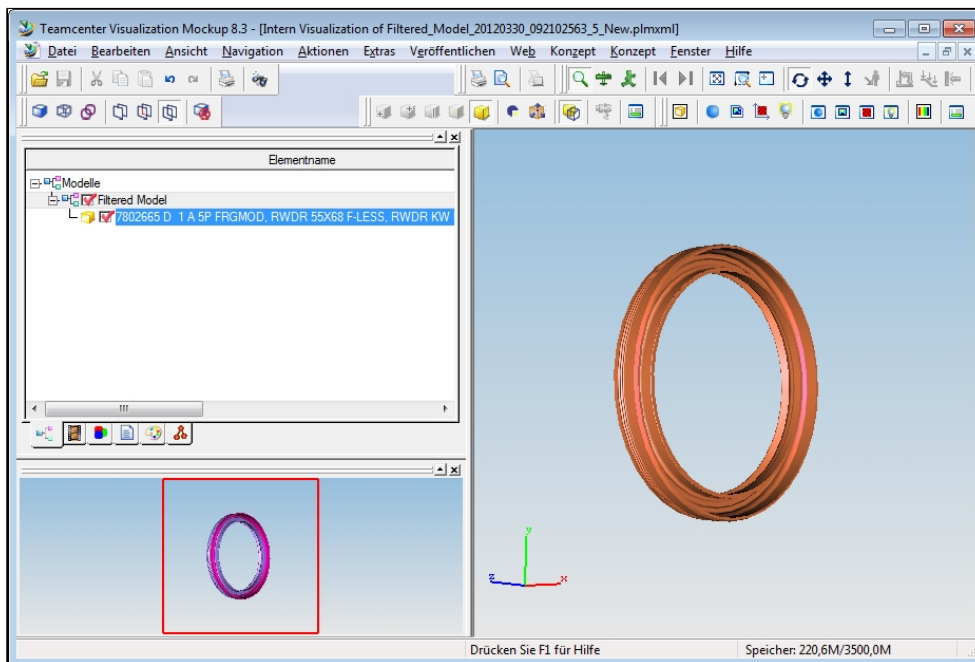 Teamcenter Visualization Mockup 8.3 - [Intern Visualization of Filtered_Model_20120330_092102563_5_New.plmxml]
Datei Bearbeiten Ansicht Navigation Aktionen Extras Veröffentlichen Web Konzept Konzept Fenster Hilfe
Elementname
Modelle
Filtered Model
7802665 D 1 A 5P FRGMOD, RWDR 55X68 F-LESS, RWDR KW
y
z
x
Drücken Sie F1 für Hilfe
Speicher: 220,6M/3500,0M